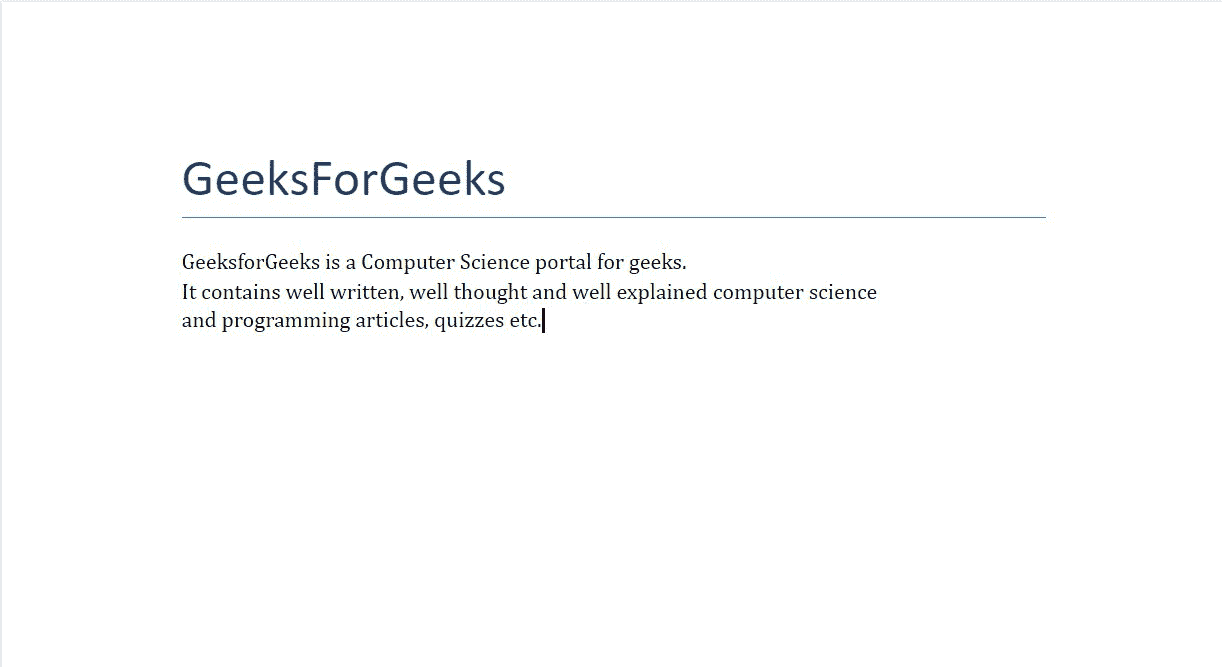 GeeksForGeeks
GeeksforGeeks is a Computer Science portal for geeks.
It contains well written, well thought and well explained computer science
and programming articles, quizzes etc.